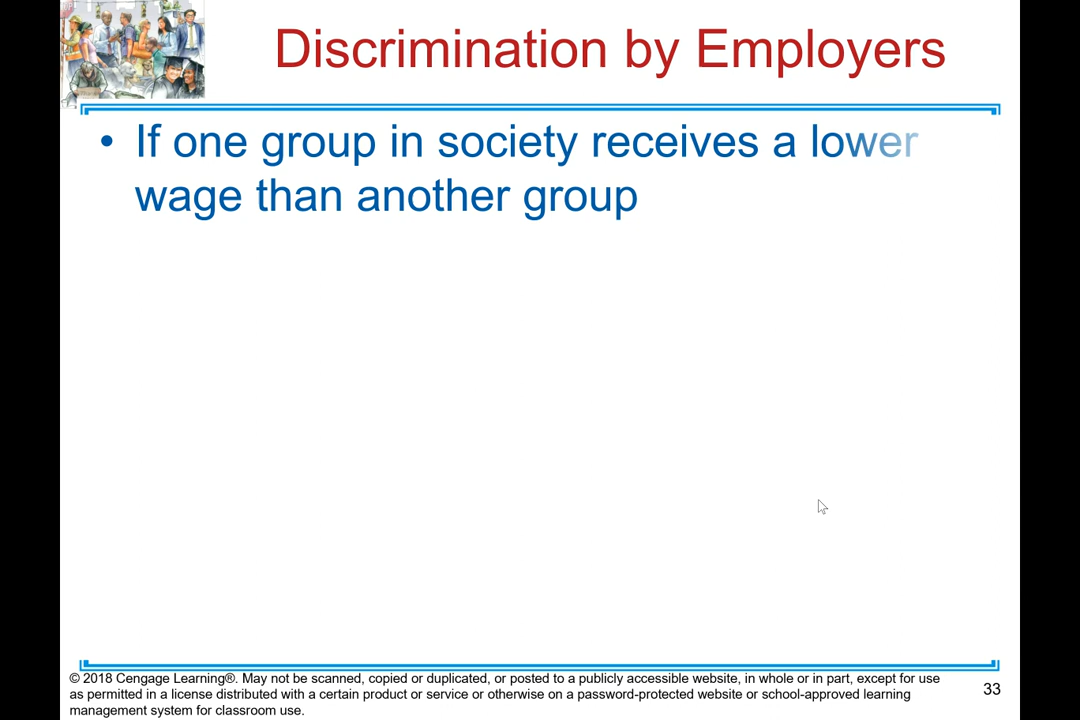 Discrimination by Employers
• If one group in society receives a lower
wage than another group
© 2018 Cengage Learning®. May not be scanned, copied or duplicated, or posted to a publicly accessible website, in whole or in part, except for use
as permitted in a license distributed with a certain product or service or otherwise on a password-protected website or school-approved learning
management system for classroom use.
33